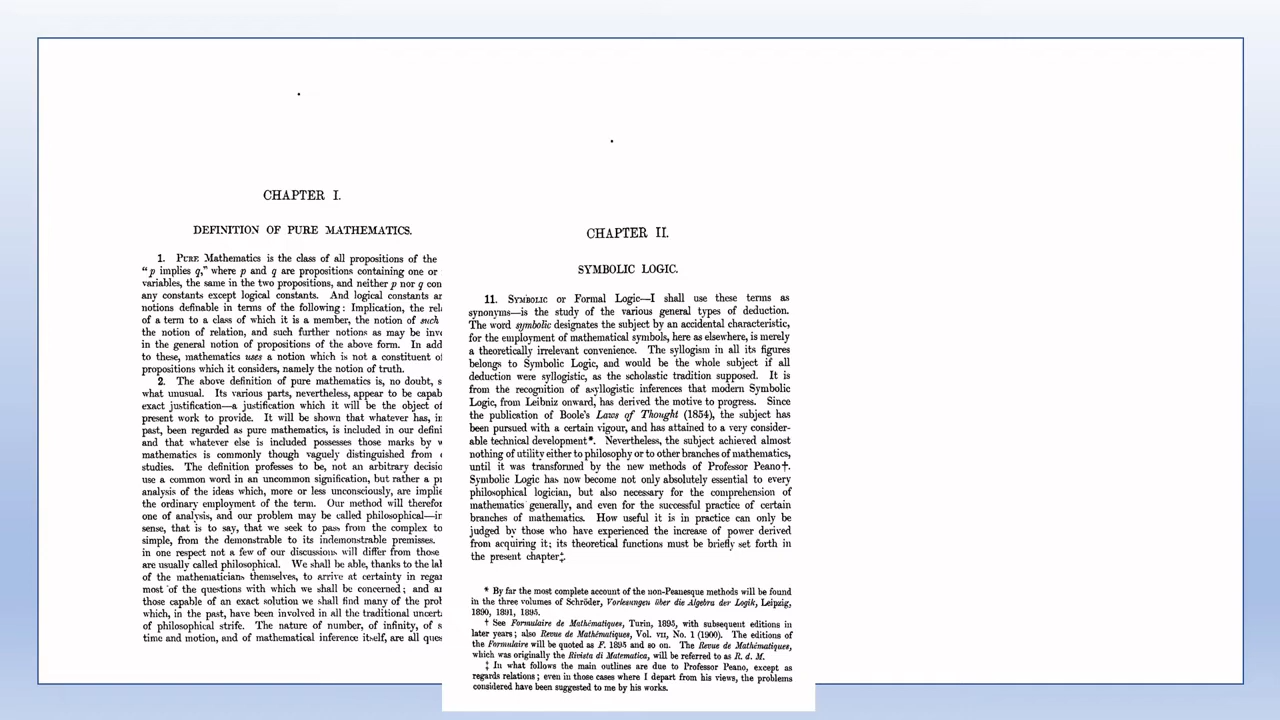 CHAPTER I.
DEFINITION OF PURE MATHEMATICS.
1. PURE Mathematics is the class of all propositions of the
“p implies q,” where p and q are propositions containing one or
variables, the same in the two propositions, and neither p nor q con
any constants except logical constants. And logical constants ar
notions definable in terms of the following: Implication, the rel
of a term to a class of which it is a member, the notion of such
the notion of relation, and such further notions as may be inv
in the general notion of propositions of the above form. In add
to these, mathematics uses a notion which is not a constituent of
propositions which it considers, namely the notion of truth.
2. The above definition of pure mathematics is, no doubt, s
what unusual. Its various parts, nevertheless, appear to be capab
exact justification—a justification which it will be the object of
present work to provide. It will be shown that whatever has, in
past, been regarded as pure mathematics, is included in our defini
and that whatever else is included possesses those marks by w
mathematics is commonly though vaguely distinguished from
studies. The definition professes to be, not an arbitrary decisio
use a common word in an uncommon signification, but rather a p
analysis of the ideas which, more or less unconsciously, are implie
the ordinary employment of the term. Our method will therefor
one of analysis, and our problem may be called philosophical—in
sense, that is to say, that we seek to pass from the complex to
simple, from the demonstrable to its indemonstrable premisses.
in one respect not a few of our discussions will differ from those
are usually called philosophical. We shall be able, thanks to the lab
of the mathematicians themselves, to arrive at certainty in regar
most of the questions with which we shall be concerned; and a
those capable of an exact solution we shall find many of the prob
which, in the past, have been involved in all the traditional uncert
of philosophical strife. The nature of number, of infinity, of s
time and motion, and of mathematical inference itself, are all ques
CHAPTER II.
SYMBOLIC LOGIC.
11. SYMBOLIC or Formal Logic—I shall use these terms as
synonyms—is the study of the various general types of deduction.
The word symbolic designates the subject by an accidental characteristic,
for the employment of mathematical symbols, here as elsewhere, is merely
a theoretically irrelevant convenience. The syllogism in all its figures
belongs to Symbolic Logic, and would be the whole subject if all
deduction were syllogistic, as the scholastic tradition supposed. It is
from the recognition of asyllogistic inferences that modern Symbolic
Logic, from Leibniz onward, has derived the motive to progress. Since
the publication of Boole's Laws of Thought (1854), the subject has
been pursued with a certain vigour, and has attained to a very consider-
able technical development*. Nevertheless, the subject achieved almost
nothing of utility either to philosophy or to other branches of mathematics,
until it was transformed by the new methods of Professor Peano†.
Symbolic Logic has now become not only absolutely essential to every
philosophical logician, but also necessary for the comprehension of
mathematics generally, and even for the successful practice of certain
branches of mathematics. How useful it is in practice can only be
judged by those who have experienced the increase of power derived
from acquiring it; its theoretical functions must be briefly set forth in
the present chapter‡.
* By far the most complete account of the non-Peanesque methods will be found
in the three volumes of Schröder, Vorlesungen über die Algebra der Logik, Leipzig,
1890, 1891, 1895.
† See Formulaire de Mathématiques, Turin, 1895, with subsequent editions in
later years; also Revue de Mathématiques, Vol. VII, No. 1 (1900). The editions of
the Formulaire will be quoted as F. 1895 and so on. The Revue de Mathématiques,
which was originally the Rivista di Matematica, will be referred to as R. d. M.
‡ In what follows the main outlines are due to Professor Peano, except as
regards relations; even in those cases where I depart from his views, the problems
considered have been suggested to me by his works.